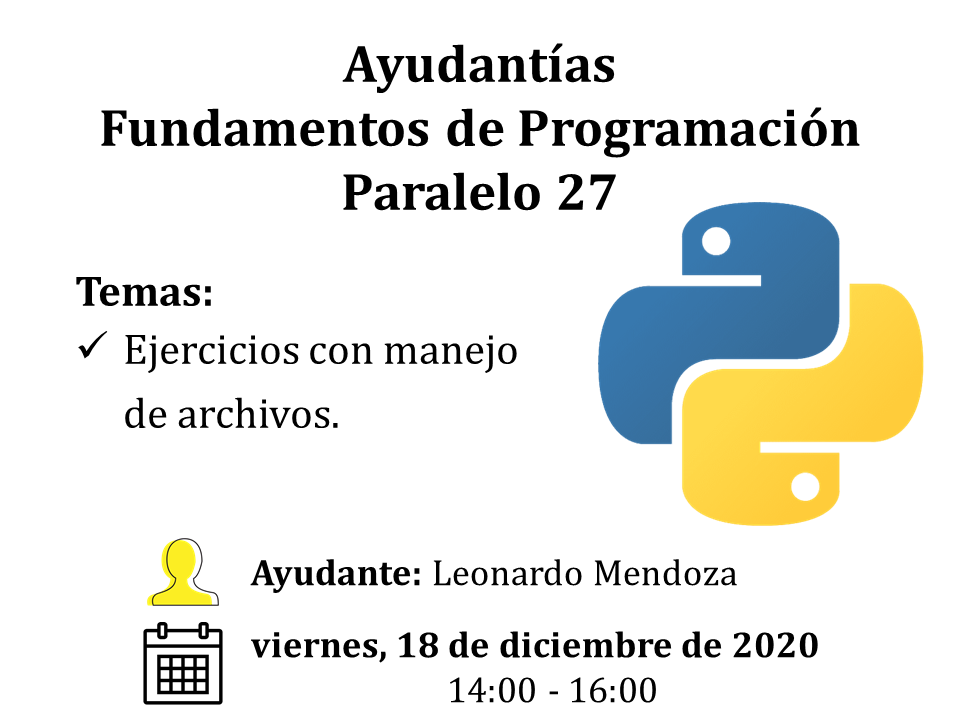 Ayudantías
Fundamentos de Programación
Paralelo 27
Temas:
✓ Ejercicios con manejo
de archivos.
Ayudante: Leonardo Mendoza
viernes, 18 de diciembre de 2020
14:00 - 16:00